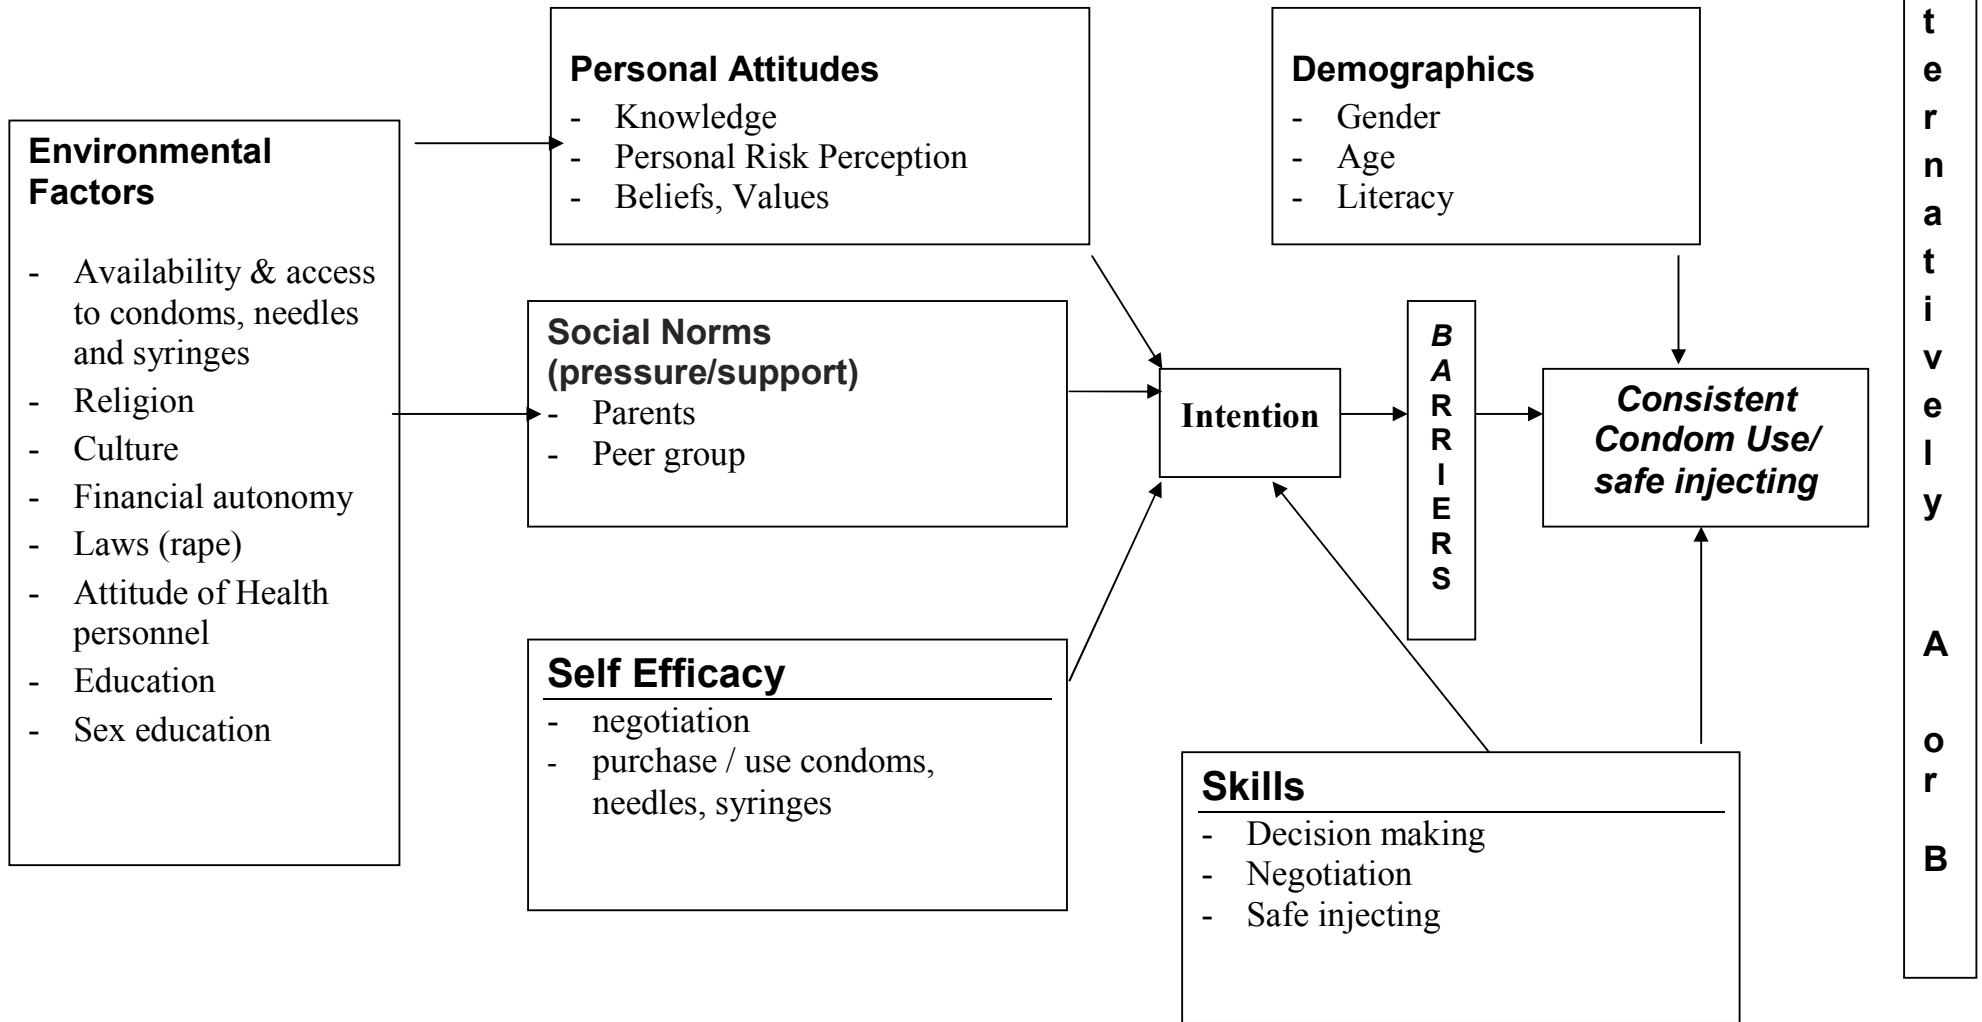 Environmental
Factors
- Availability & access
to condoms, needles
and syringes
- Religion
- Culture
- Financial autonomy
- Laws (rape)
- Attitude of Health
personnel
- Education
- Sex education
Personal Attitudes
- Knowledge
- Personal Risk Perception
- Beliefs, Values
Social Norms
(pressure/support)
- Parents
- Peer group
Self Efficacy
- negotiation
- purchase / use condoms,
needles, syringes
Intention
BARRIERS
Demographics
- Gender
- Age
- Literacy
Consistent
Condom Use/
safe injecting
Skills
- Decision making
- Negotiation
- Safe injecting
ternatively A or B